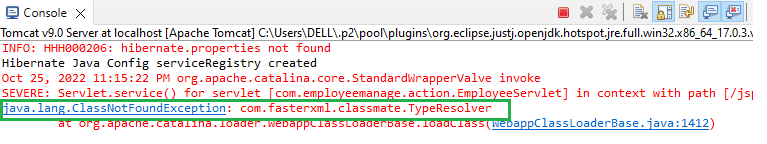 Console
Tomcat v9.0 Server at localhost [Apache Tomcat] C:\Users\DELL\.p2\pool\plugins\org.eclipse.justj.openjdk.hotspot.jre.full.win32.x86_64_17.0.3.v
INFO: HHH000206: hibernate.properties not found
Hibernate Java Config serviceRegistry created
Oct 25, 2022 11:15:22 PM org.apache.catalina.core.StandardWrapperValve invoke
SEVERE: Servlet.service() for servlet [com.employeemanage.action.EmployeeServlet] in context with path [/jsp
java.lang.ClassNotFoundException: com.fasterxml.classmate.TypeResolver
at org.apache.catalina.loader.WebappClassLoaderBase.loadClass(WebappClassLoaderBase.java:1412)